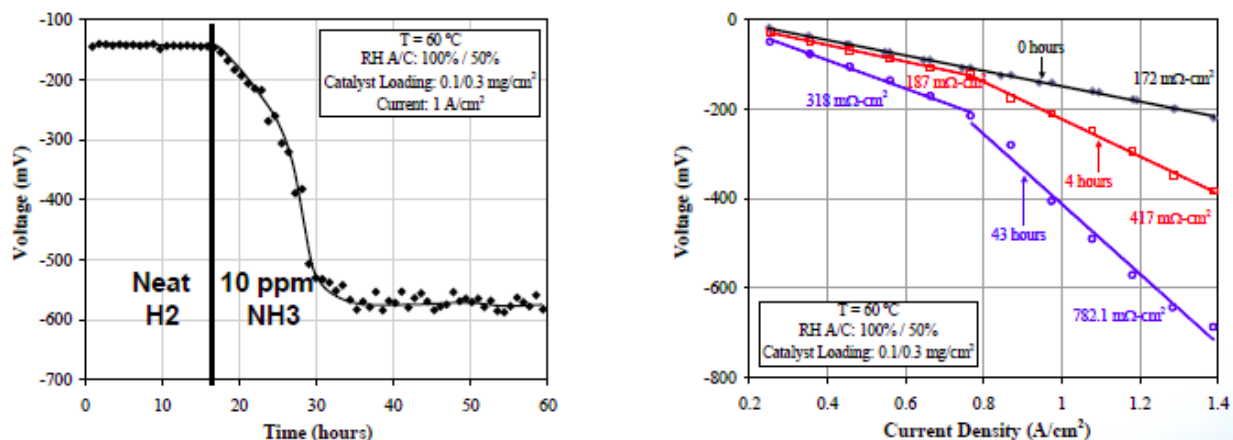 -100
-200
-300
-400
-500
-600
-700
Voltage (mV)
T = 60 ºC
RH A/C: 100% / 50%
Catalyst Loading: 0.1/0.3 mg/cm²
Current: 1 A/cm²
Neat
H2
10 ppm
NH3
0 10 20 30 40 50 60
Time (hours)
0
-200
-400
-600
-800
Voltage (mV)
0 hours
172 mΩ-cm²
187 mΩ-cm²
318 mΩ-cm²
4 hours
417 mΩ-cm²
43 hours
782.1 mΩ-cm²
T = 60 ºC
RH A/C: 100% / 50%
Catalyst Loading: 0.1/0.3 mg/cm²
0.2 0.4 0.6 0.8 1 1.2 1.4
Current Density (A/cm²)